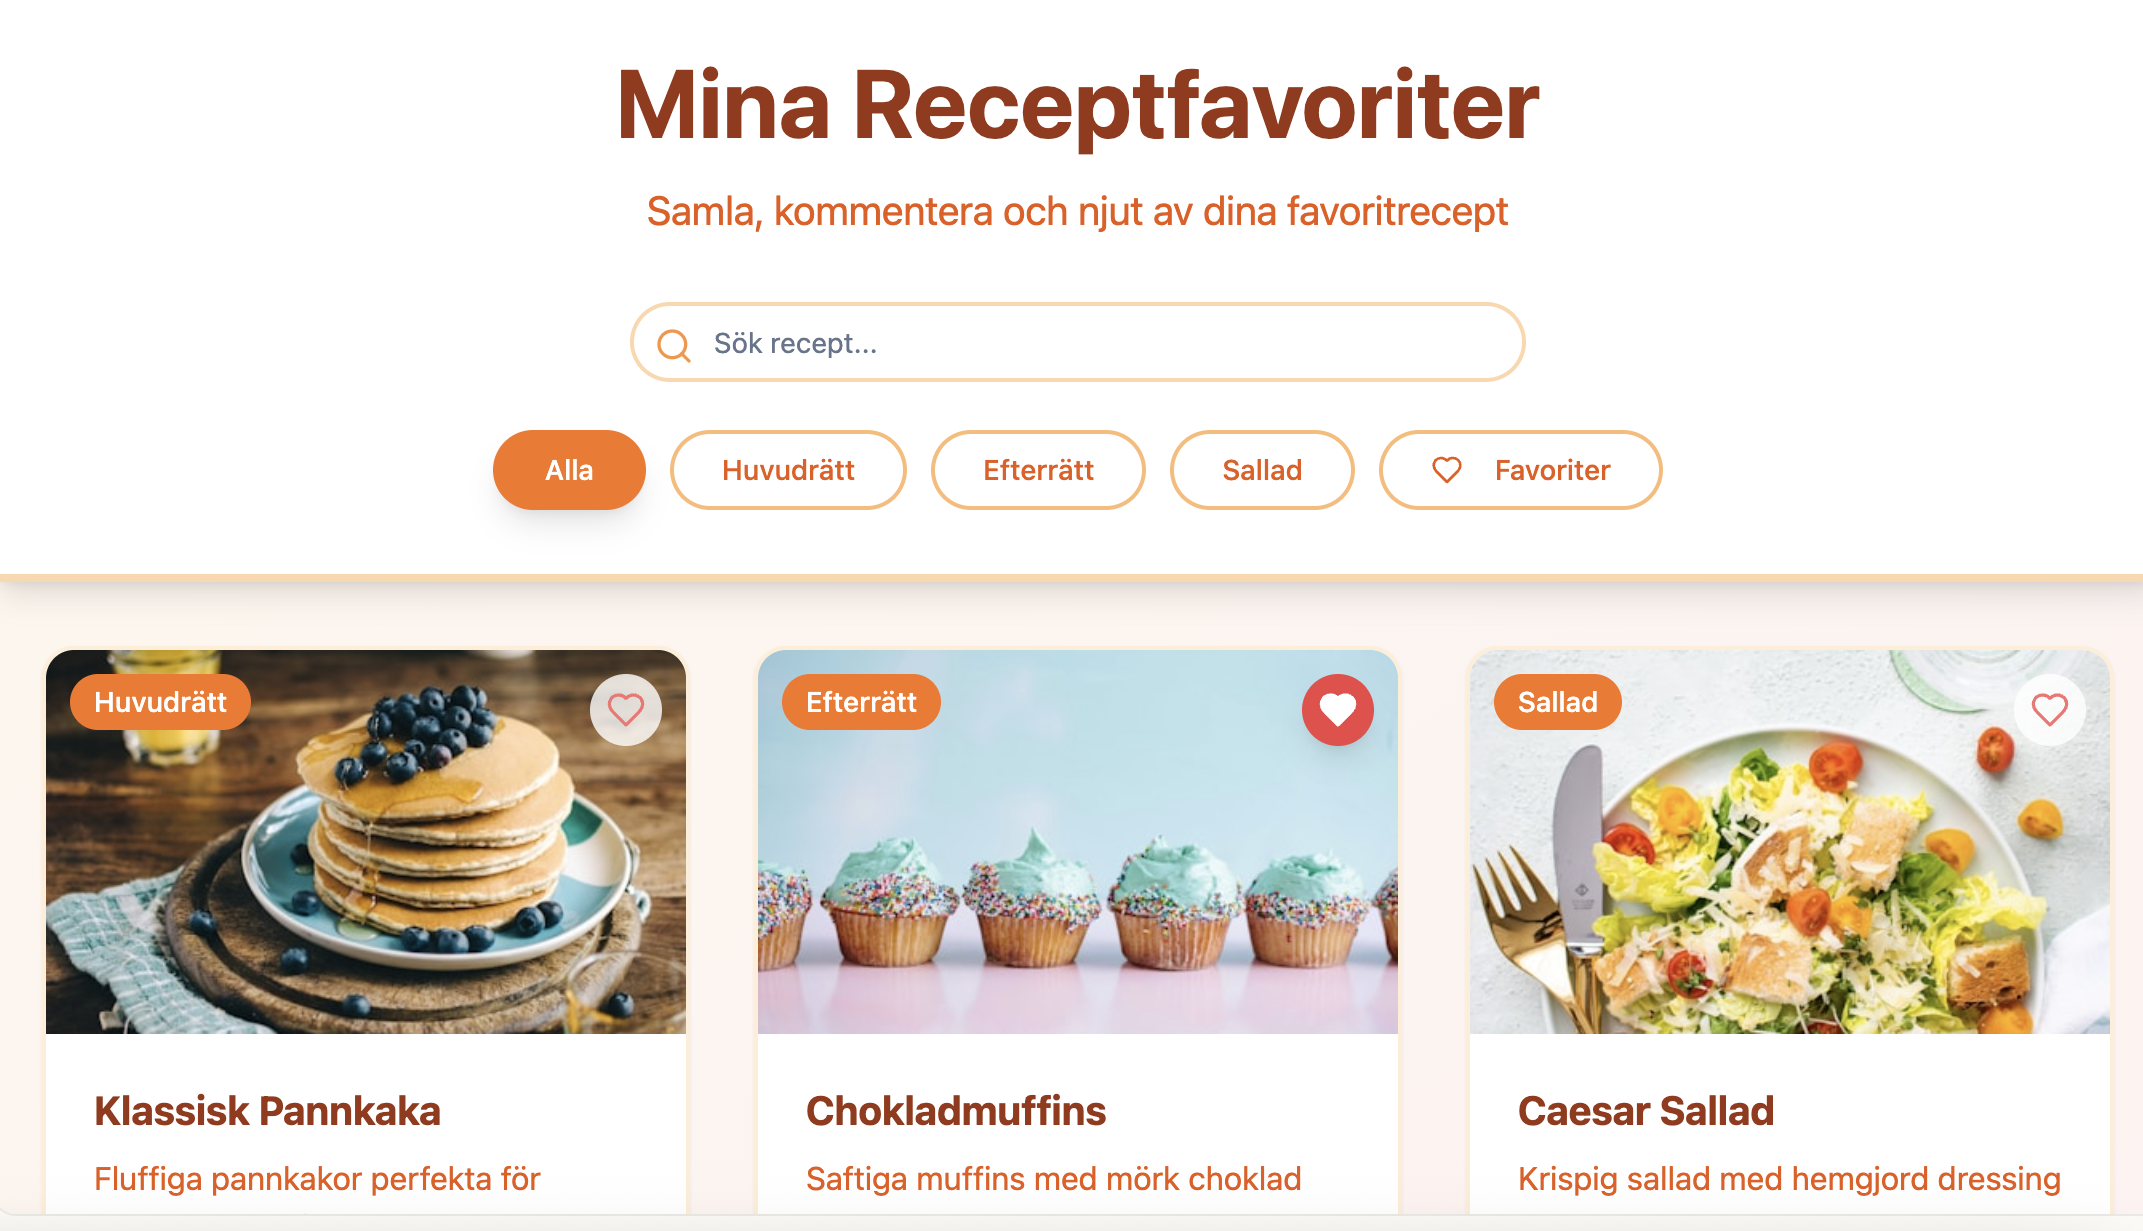 Mina Receptfavoriter
Samla, kommentera och njut av dina favoritrecept
Sök recept...
Alla
Huvudrätt
Efterrätt
Sallad
Favoriter
Huvudrätt
Efterrätt
Sallad
Klassisk Pannkaka
Fluffiga pannkakor perfekta för
Chokladmuffins
Saftiga muffins med mörk choklad
Caesar Sallad
Krispig sallad med hemgjord dressing